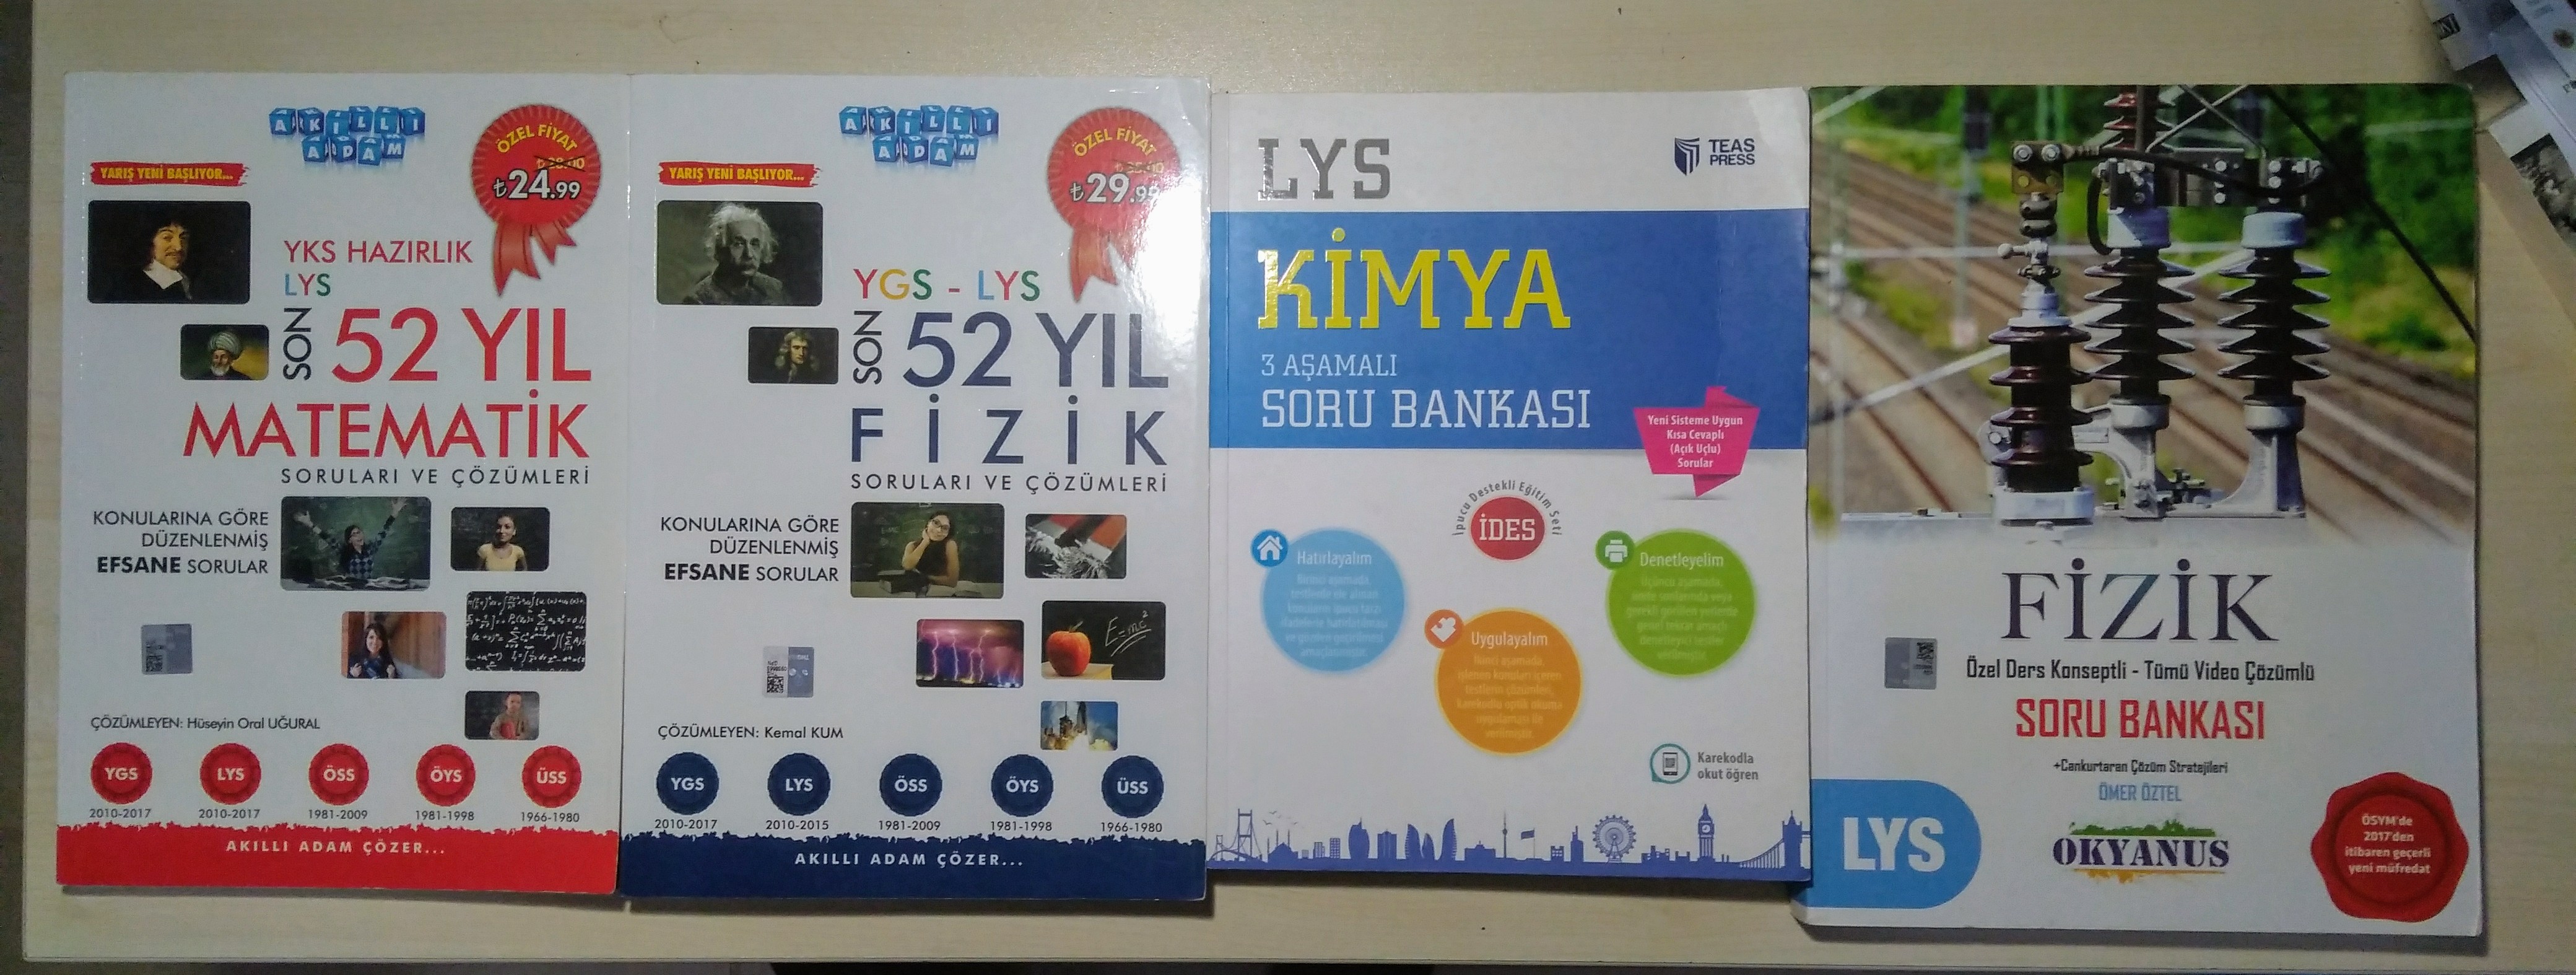 AKILLI
ADAM
YARIŞ YENİ BAŞLIYOR...
ÖZEL FİYAT
₺24.99
YKS HAZIRLIK
LYS
SON 52 YIL
MATEMATİK
SORULARI VE ÇÖZÜMLERİ
KONULARINA GÖRE
DÜZENLENMİŞ
EFSANE SORULAR
ÇÖZÜMLEYEN: Hüseyin Oral UĞURAL
YGS LYS ÖSS ÖYS ÜSS
2010-2017 2010-2017 1981-2009 1981-1998 1966-1980
AKILLI ADAM ÇÖZER...
AKILLI
ADAM
YARIŞ YENİ BAŞLIYOR...
ÖZEL FİYAT
₺29.99
YGS - LYS
SON 52 YIL
FİZİK
SORULARI VE ÇÖZÜMLERİ
KONULARINA GÖRE
DÜZENLENMİŞ
EFSANE SORULAR
E=mc²
ÇÖZÜMLEYEN: Kemal KUM
YGS LYS ÖSS ÖYS ÜSS
2010-2017 2010-2015 1981-2009 1981-1998 1966-1980
AKILLI ADAM ÇÖZER...
LYS
TEAS
PRESS
KİMYA
3 AŞAMALI
SORU BANKASI
Yeni Sisteme Uygun
Kısa Cevaplı
(Açık Uçlu)
Sorular
İpucu Destekli Eğitim Seti
İDES
Hatırlayalım
Denetleyelim
Uygulayalım
Karekodla
okut öğren
FİZİK
Özel Ders Konseptli - Tümü Video Çözümlü
SORU BANKASI
+Cankurtaran Çözüm Stratejileri
ÖMER ÖZTEL
LYS
OKYANUS
ÖSYM'de
2017'den
itibaren geçerli
yeni müfredat